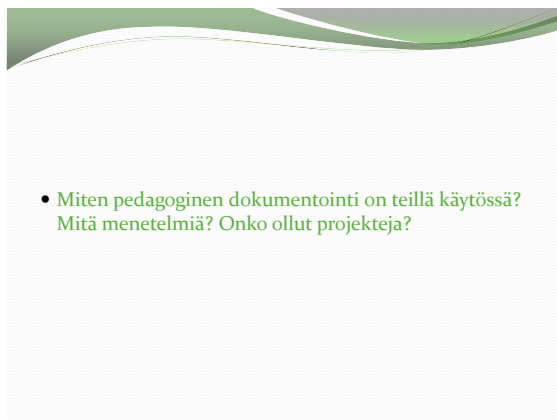 • Miten pedagoginen dokumentointi on teillä käytössä?
Mitä menetelmiä? Onko ollut projekteja?